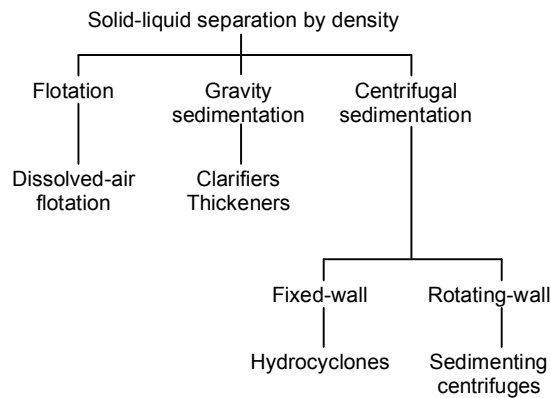 Solid-liquid separation by density
Flotation
Gravity
sedimentation
Centrifugal
sedimentation
Dissolved-air
flotation
Clarifiers
Thickeners
Fixed-wall
Rotating-wall
Hydrocyclones
Sedimenting
centrifuges